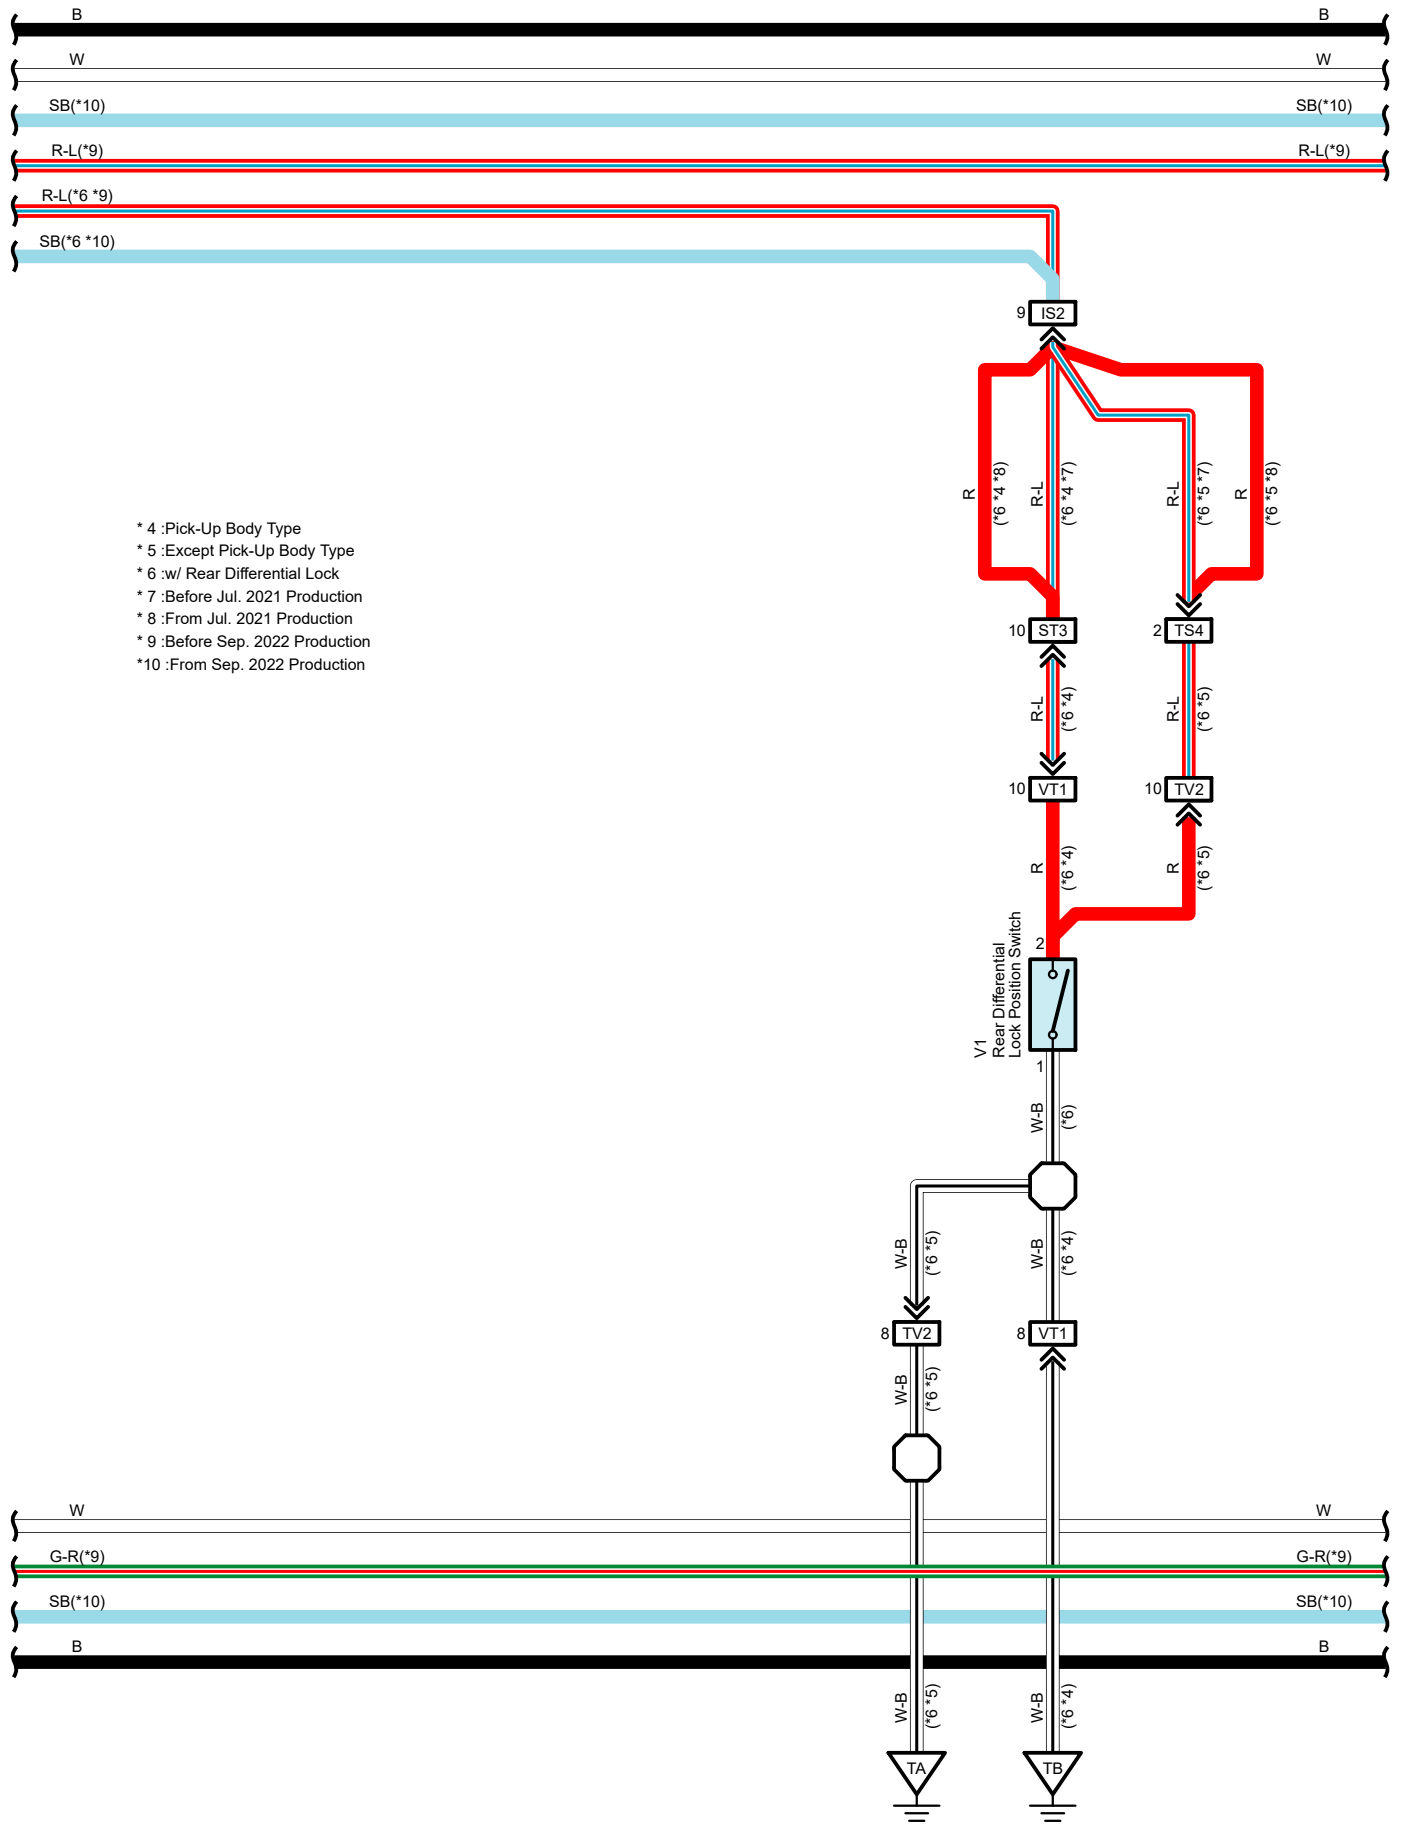 B
B
W
W
SB(*10)
SB(*10)
R-L(*9)
R-L(*9)
R-L(*6 *9)
SB(*6 *10)
9
IS2
R
(*6 *4 *8)
R-L
(*6 *4 *7)
R-L
(*6 *5 *7)
R
(*6 *5 *8)
* 4 :Pick-Up Body Type
* 5 :Except Pick-Up Body Type
* 6 :w/ Rear Differential Lock
* 7 :Before Jul. 2021 Production
* 8 :From Jul. 2021 Production
* 9 :Before Sep. 2022 Production
*10 :From Sep. 2022 Production
10
ST3
2
TS4
R-L
(*6 *4)
R-L
(*6 *5)
10
VT1
10
TV2
R
(*6 *4)
R
(*6 *5)
2
V1
Rear Differential
Lock Position Switch
1
W-B
(*6)
W-B
(*6 *5)
W-B
(*6 *4)
8
TV2
8
VT1
W-B
(*6 *5)
W
W
G-R(*9)
G-R(*9)
SB(*10)
SB(*10)
B
B
W-B
(*6 *5)
W-B
(*6 *4)
TA
TB